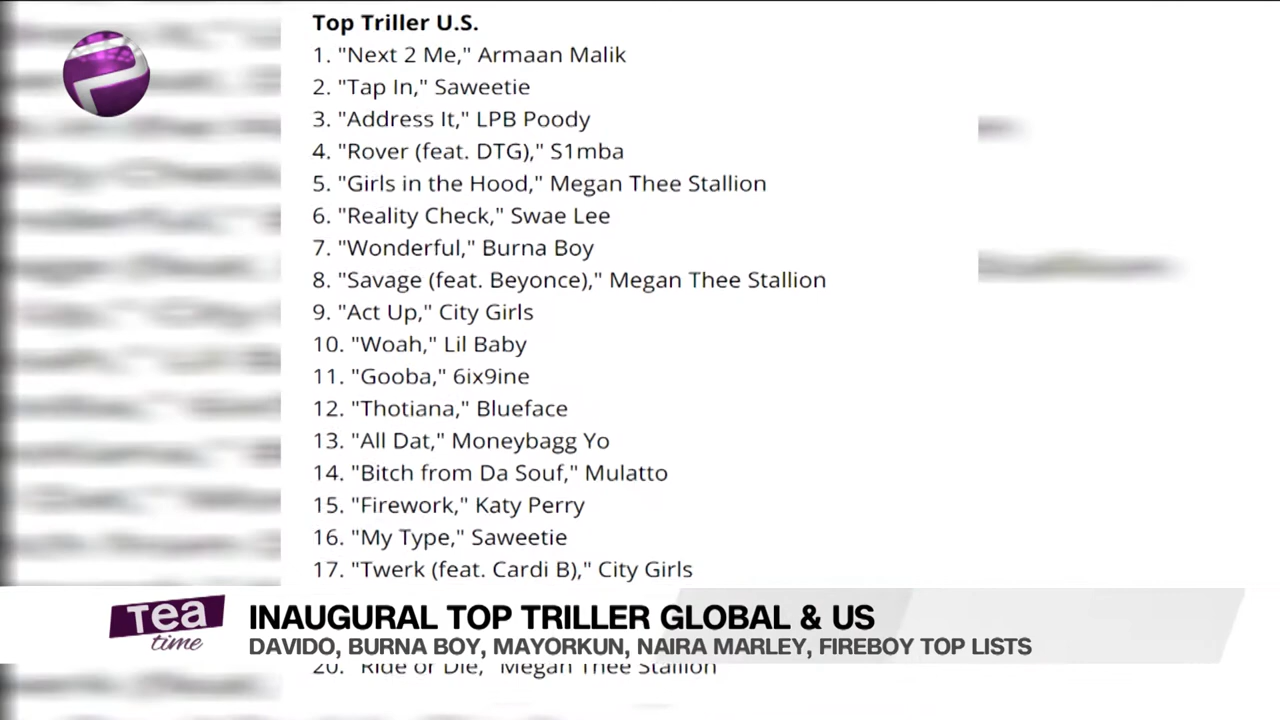 Top Triller U.S.
1. "Next 2 Me," Armaan Malik
2. "Tap In," Saweetie
3. "Address It," LPB Poody
4. "Rover (feat. DTG)," S1mba
5. "Girls in the Hood," Megan Thee Stallion
6. "Reality Check," Swae Lee
7. "Wonderful," Burna Boy
8. "Savage (feat. Beyonce)," Megan Thee Stallion
9. "Act Up," City Girls
10. "Woah," Lil Baby
11. "Gooba," 6ix9ine
12. "Thotiana," Blueface
13. "All Dat," Moneybagg Yo
14. "Bitch from Da Souf," Mulatto
15. "Firework," Katy Perry
16. "My Type," Saweetie
17. "Twerk (feat. Cardi B)," City Girls
Tea time
INAUGURAL TOP TRILLER GLOBAL & US
DAVIDO, BURNA BOY, MAYORKUN, NAIRA MARLEY, FIREBOY TOP LISTS
20. "Ride or Die," Megan Thee Stallion